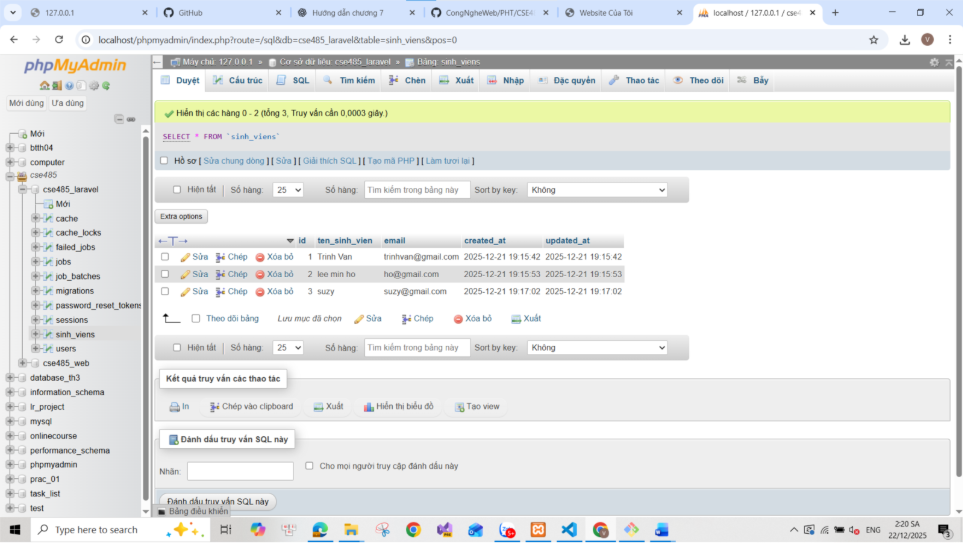 127.0.0.1
GitHub
Hướng dẫn chương 7
CongNgheWeb/PHT/CSE4
Website Của Tôi
localhost / 127.0.0.1 / cse4
localhost/phpmyadmin/index.php?route=/sql&db=cse485_laravel&table=sinh_viens&pos=0
V
phpMyAdmin
Mới dùng
Ưa dùng
Mới
btth04
computer
cse485
cse485_laravel
Mới
cache
cache_locks
failed_jobs
jobs
job_batches
migrations
password_reset_tokens
sessions
sinh_viens
users
cse485_web
database_th3
information_schema
lr_project
mysql
onlinecourse
performance_schema
phpmyadmin
prac_01
task_list
test
Máy chủ: 127.0.0.1 » Cơ sở dữ liệu: cse485_laravel » Bảng: sinh_viens
Duyệt Cấu trúc SQL Tìm kiếm Chèn Xuất Nhập Đặc quyền Thao tác Theo dõi Bẫy
Hiển thị các hàng 0 - 2 (tổng 3, Truy vấn cần 0,0003 giây.)
SELECT * FROM `sinh_viens`
Hồ sơ [ Sửa chung dòng ] [ Sửa ] [ Giải thích SQL ] [ Tạo mã PHP ] [ Làm tươi lại ]
Hiện tất Số hàng: 25 Số hàng: Tìm kiếm trong bảng này Sort by key: Không
Extra options
id ten_sinh_vien email created_at updated_at
Sửa Chép Xóa bỏ 1 Trinh Van trinhvan@gmail.com 2025-12-21 19:15:42 2025-12-21 19:15:42
Sửa Chép Xóa bỏ 2 lee min ho ho@gmail.com 2025-12-21 19:15:53 2025-12-21 19:15:53
Sửa Chép Xóa bỏ 3 suzy suzy@gmail.com 2025-12-21 19:17:02 2025-12-21 19:17:02
Theo dõi bảng Lưu mục đã chọn Sửa Chép Xóa bỏ Xuất
Hiện tất Số hàng: 25 Số hàng: Tìm kiếm trong bảng này Sort by key: Không
Kết quả truy vấn các thao tác
In Chép vào clipboard Xuất Hiển thị biểu đồ Tạo view
Đánh dấu truy vấn SQL này
Nhãn: Cho mọi người truy cập đánh dấu này
Đánh dấu truy vấn SQL này
Bảng điều khiển
Type here to search
ENG
2:20 SA
22/12/2025
3